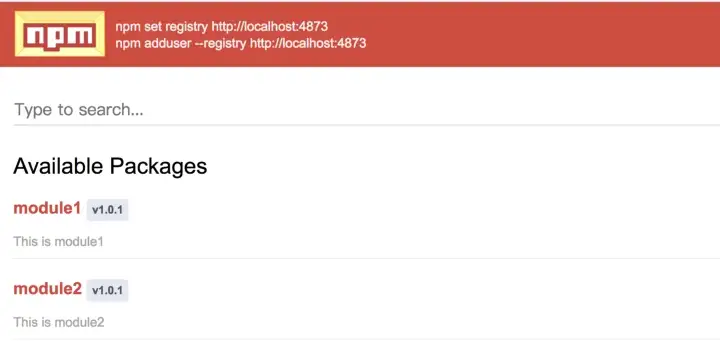 npm
npm set registry http://localhost:4873
npm adduser --registry http://localhost:4873
Type to search...
Available Packages
module1 v1.0.1
This is module1
module2 v1.0.1
This is module2